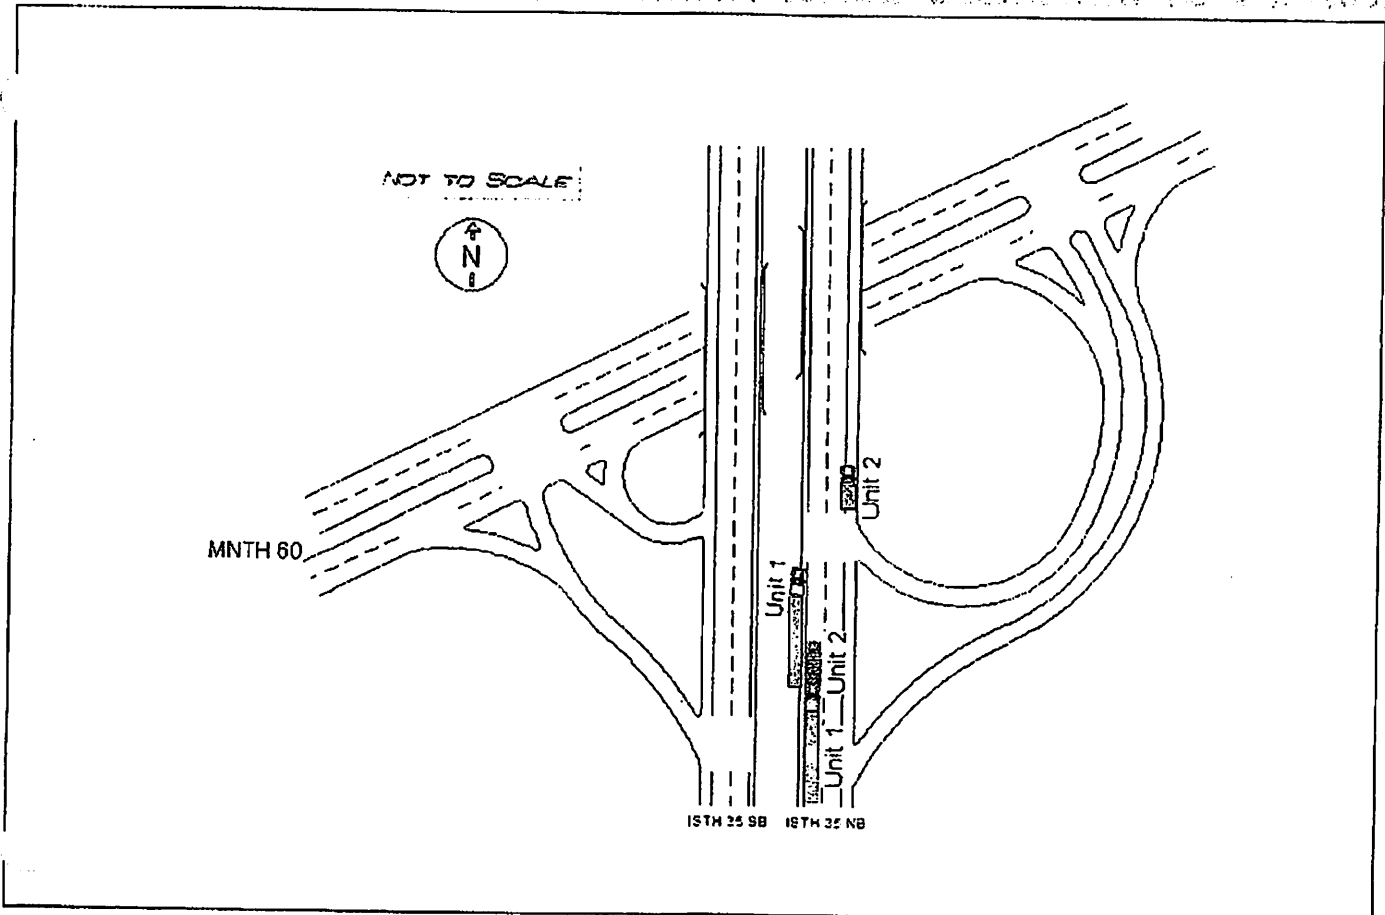 NOT TO SCALE
N
MNTH 60
Unit 2
Unit 1
Unit 2
Unit 1
ISTH 35 SB
ISTH 35 NB